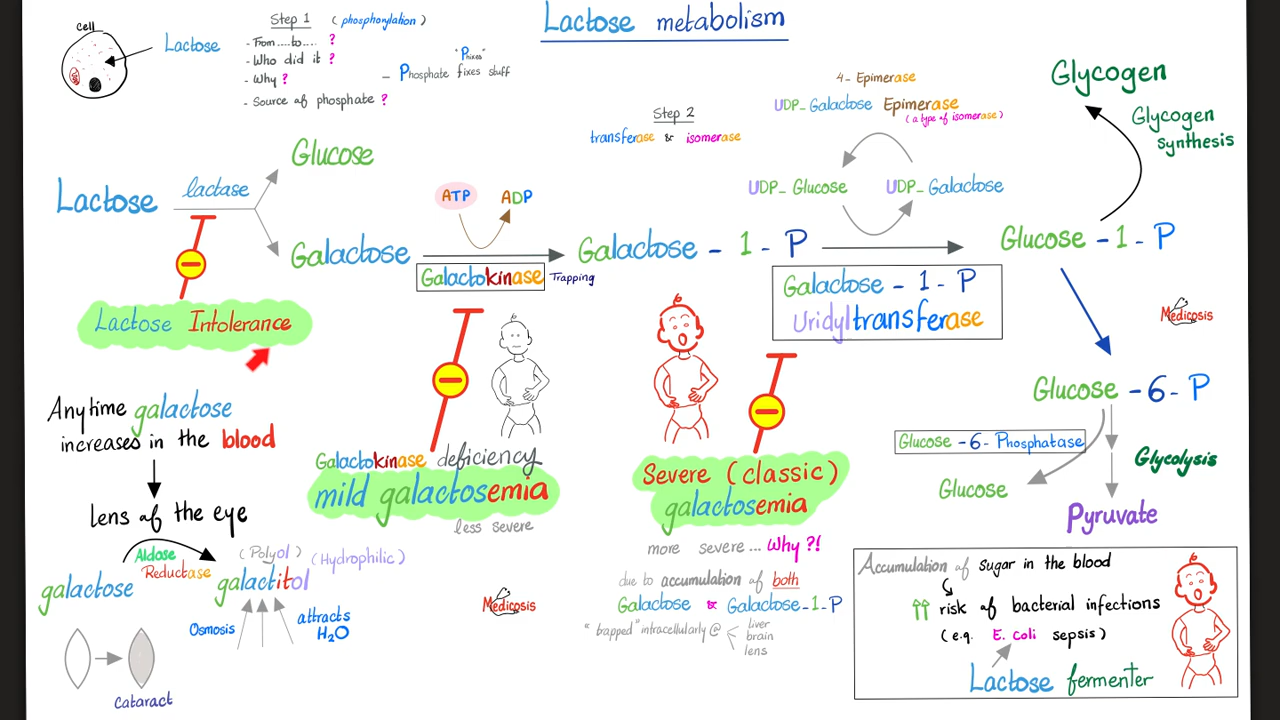 Lactose metabolism
cell
Lactose
Step 1 (phosphorylation)
- From....to.... ?
- Who did it ?
- Why ?
- Source of phosphate ?
"Phixes"
- Phosphate fixes stuff
Step 2
transferase & isomerase
4- Epimerase
UDP- Galactose Epimerase
(a type of isomerase)
UDP- Glucose
UDP- Galactose
Glycogen
Glycogen
synthesis
Lactose
lactase
Glucose
Galactose
ATP
ADP
Galactokinase
Trapping
Galactose - 1 - P
Galactose - 1 - P
Uridyltransferase
Glucose - 1 - P
Lactose Intolerance
Medicosis
Glucose - 6 - P
Glucose - 6 - Phosphatase
Glucose
Glycolysis
Pyruvate
Anytime galactose
increases in the blood
Lens of the eye
Aldose
Reductase
galactose
(Polyol)
(Hydrophilic)
galactitol
Osmosis
attracts
H2O
Cataract
Galactokinase deficiency
mild galactosemia
less severe
Medicosis
Severe (classic)
galactosemia
more severe ... Why ?!
due to accumulation of both
Galactose & Galactose-1-P
"trapped" intracellularly @
liver
brain
lens
Accumulation of Sugar in the blood
↑↑ risk of bacterial infections
(e.g. E. Coli sepsis)
Lactose fermenter